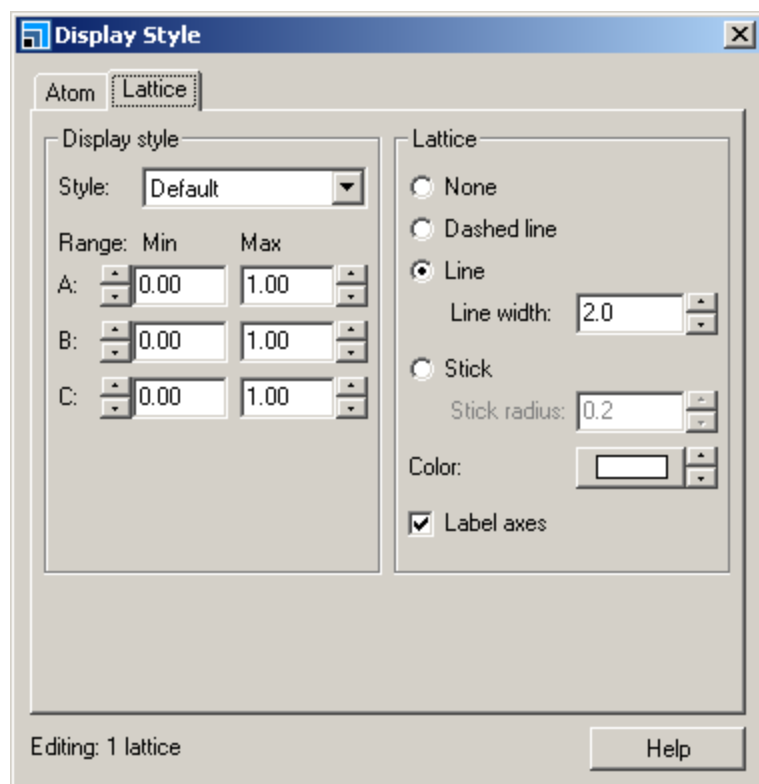 Display Style
Atom
Lattice
Display style
Style: Default
Range: Min Max
A: 0.00 1.00
B: 0.00 1.00
C: 0.00 1.00
Lattice
None
Dashed line
Line
Line width: 2.0
Stick
Stick radius: 0.2
Color:
Label axes
Editing: 1 lattice
Help